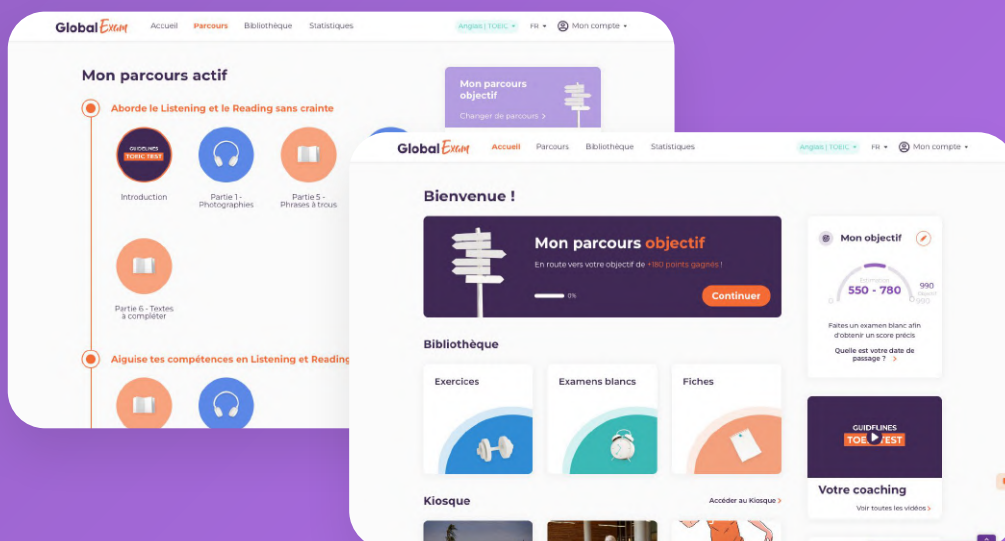 Global Exam
Accueil
Parcours
Bibliothèque
Statistiques
Anglais | TOEIC
FR
Mon compte
Mon parcours actif
Aborde le Listening et le Reading sans crainte
GUIDELINES
TOEIC TEST
Introduction
Partie 1 -
Photographies
Partie 5 -
Phrases à trous
Partie 6 - Textes
à compléter
Aiguise tes compétences en Listening et Reading
Mon parcours
objectif
Changer de parcours >
Global Exam
Accueil
Parcours
Bibliothèque
Statistiques
Anglais | TOEIC
FR
Mon compte
Bienvenue !
Mon parcours objectif
En route vers votre objectif de +180 points gagnés !
0%
Continuer
Bibliothèque
Exercices
Examens blancs
Fiches
Kiosque
Accéder au Kiosque >
Mon objectif
550 - 780
990
0
990
Faites un examen blanc afin
d'obtenir un score précis
Quelle est votre date de
passage ? >
GUIDELINES
TOEIC TEST
Votre coaching
Voir toutes les vidéos >